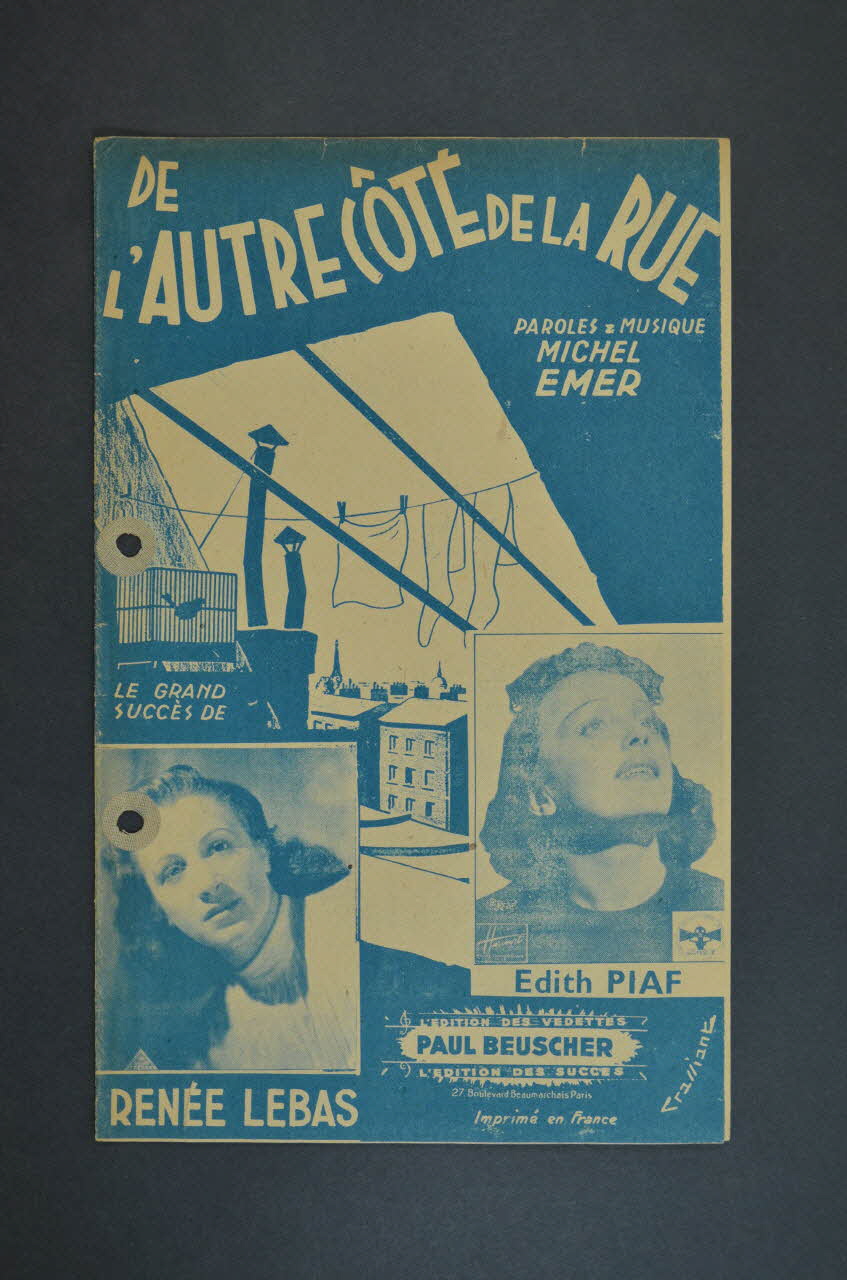 DE
L'AUTRE CÔTÉ DE LA RUE
PAROLES & MUSIQUE
MICHEL
EMER
LE GRAND
SUCCÈS DE
Edith PIAF
RENÉE LEBAS
L'EDITION DES VEDETTES
PAUL BEUSCHER
L'EDITION DES SUCCES
27, Boulevard Beaumarchais Paris
Imprimé en France